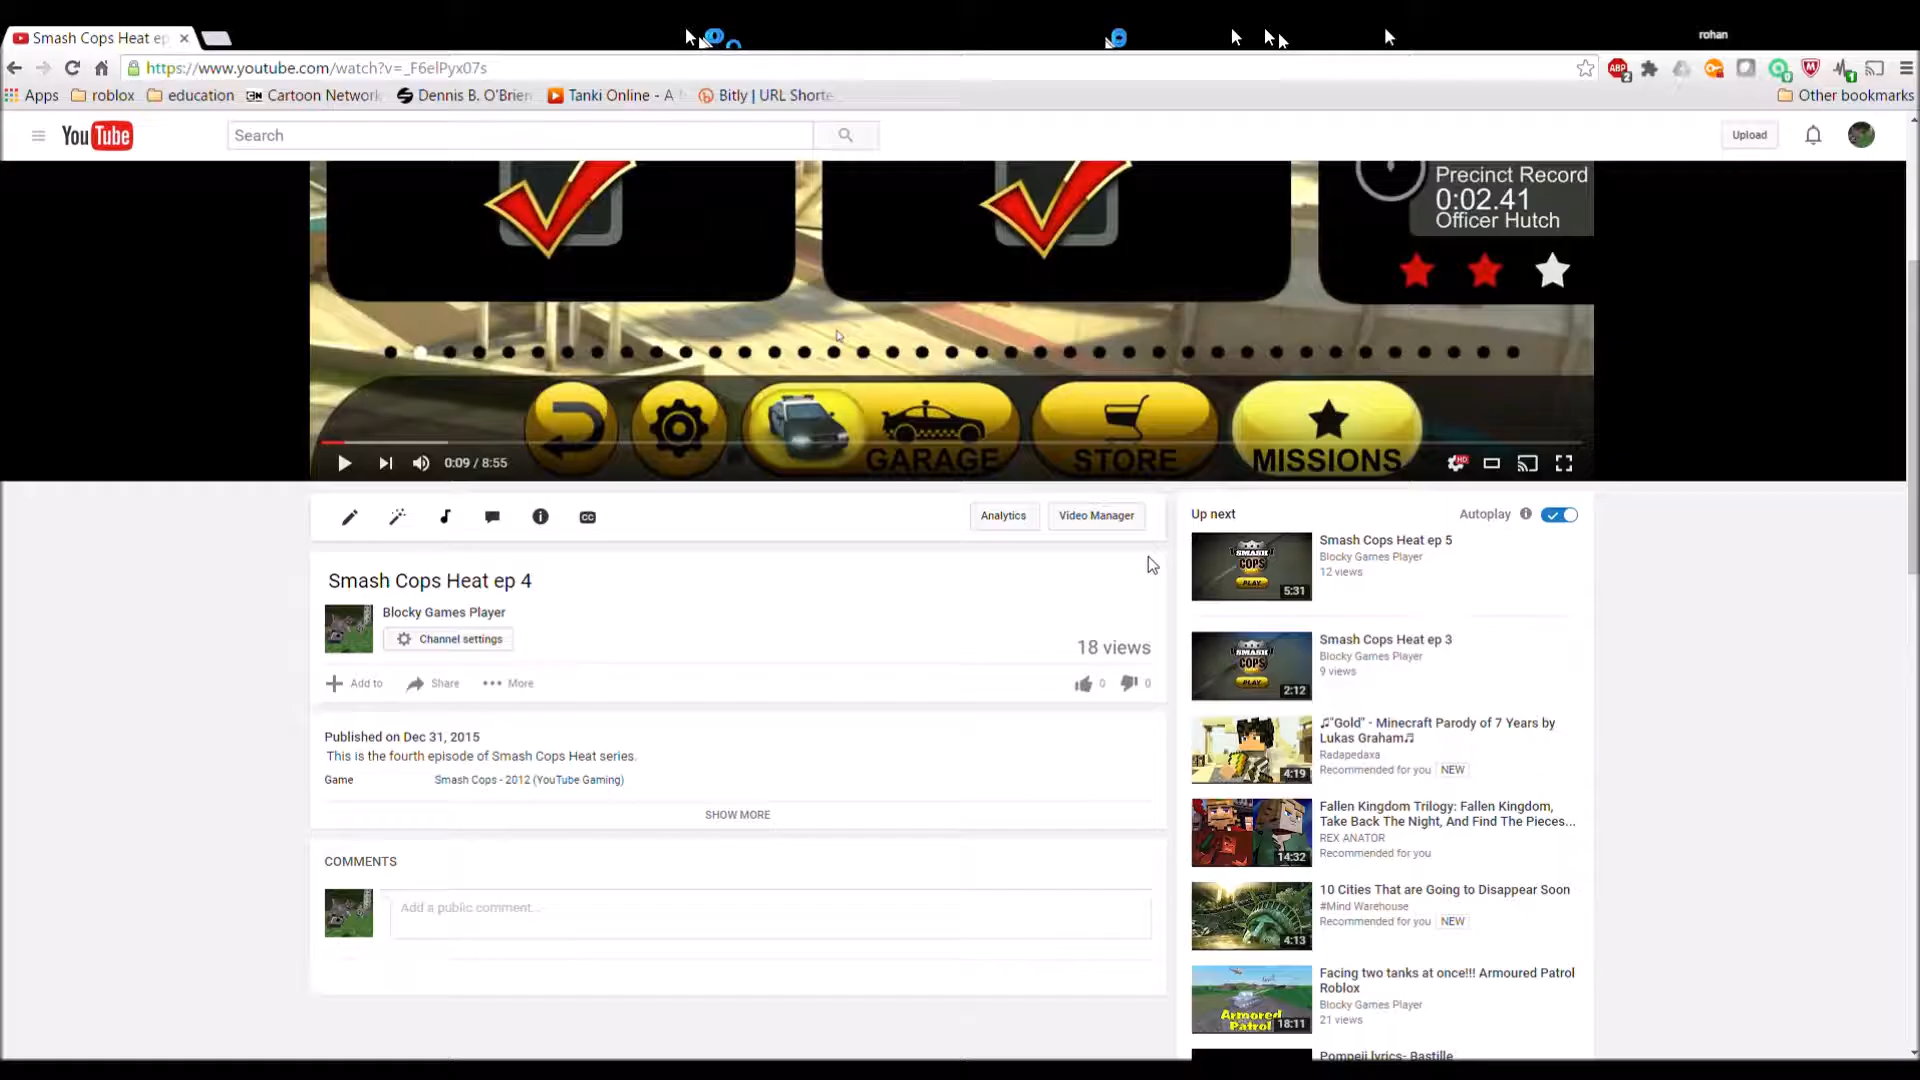 rohan
Smash Cops Heat ep
https://www.youtube.com/watch?v=_F6elPyx07s
Apps roblox education Cartoon Network Dennis B. O'Brien Tanki Online - A Bitly | URL Shorte Other bookmarks
YouTube Search Upload
Precinct Record
0:02.41
Officer Hutch
GARAGE STORE MISSIONS
0:09 / 8:55 HD
CC Analytics Video Manager
Smash Cops Heat ep 4
Blocky Games Player
Channel settings
18 views
Add to Share More 0 0
Published on Dec 31, 2015
This is the fourth episode of Smash Cops Heat series.
Game Smash Cops - 2012 (YouTube Gaming)
SHOW MORE
COMMENTS
Add a public comment...
Up next Autoplay
SMASH COPS PLAY 5:31
Smash Cops Heat ep 5
Blocky Games Player
12 views
SMASH COPS PLAY 2:12
Smash Cops Heat ep 3
Blocky Games Player
9 views
4:19
♫"Gold" - Minecraft Parody of 7 Years by
Lukas Graham♫
Radapedaxa
Recommended for you NEW
14:32
Fallen Kingdom Trilogy: Fallen Kingdom,
Take Back The Night, And Find The Pieces...
REX ANATOR
Recommended for you
4:13
10 Cities That are Going to Disappear Soon
#Mind Warehouse
Recommended for you NEW
Armored Patrol 18:11
Facing two tanks at once!!! Armoured Patrol
Roblox
Blocky Games Player
21 views
Pompeii lyrics- Bastille